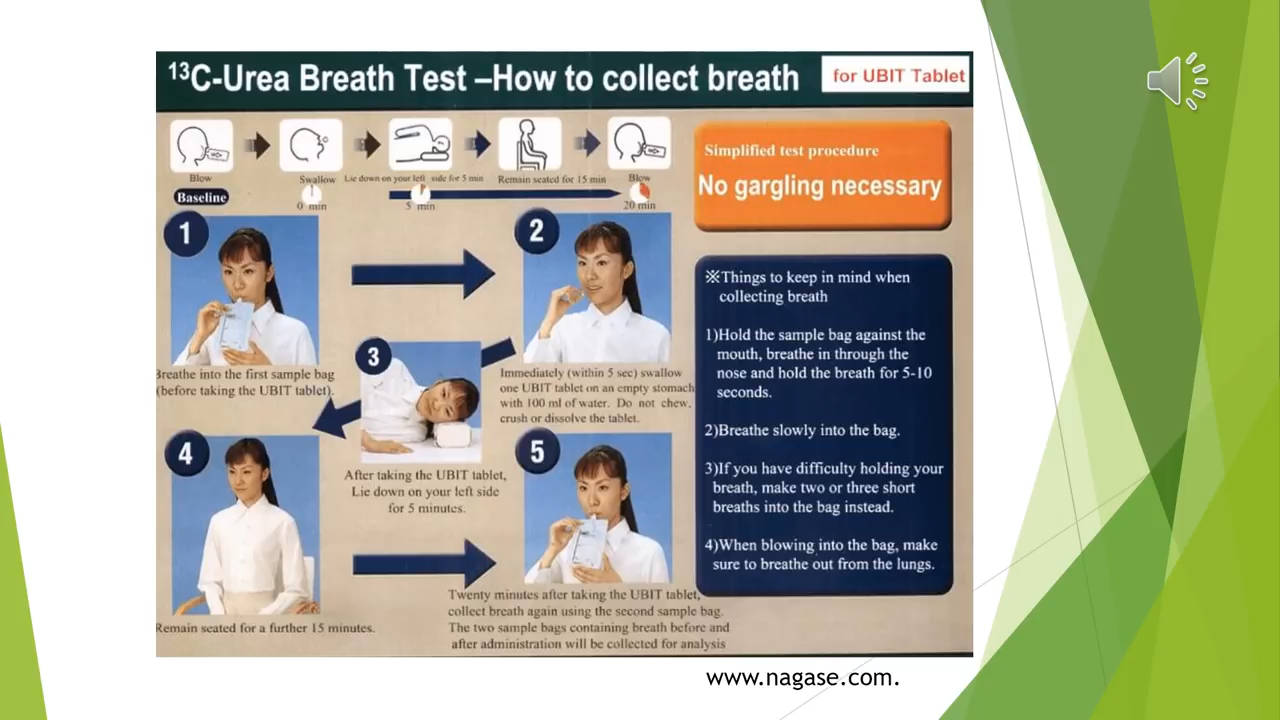 ¹³C-Urea Breath Test –How to collect breath
for UBIT Tablet
Blow
Swallow
Lie down on your left side for 5 min
Remain seated for 15 min
Blow
Baseline
0 min
5 min
20 min
Simplified test procedure
No gargling necessary
1
Breathe into the first sample bag
(before taking the UBIT tablet).
2
Immediately (within 5 sec) swallow
one UBIT tablet on an empty stomach
with 100 ml of water. Do not chew,
crush or dissolve the tablet.
3
After taking the UBIT tablet,
Lie down on your left side
for 5 minutes.
4
Remain seated for a further 15 minutes.
5
Twenty minutes after taking the UBIT tablet,
collect breath again using the second sample bag.
The two sample bags containing breath before and
after administration will be collected for analysis
※Things to keep in mind when
collecting breath
1)Hold the sample bag against the
mouth, breathe in through the
nose and hold the breath for 5-10
seconds.
2)Breathe slowly into the bag.
3)If you have difficulty holding your
breath, make two or three short
breaths into the bag instead.
4)When blowing into the bag, make
sure to breathe out from the lungs.
www.nagase.com.